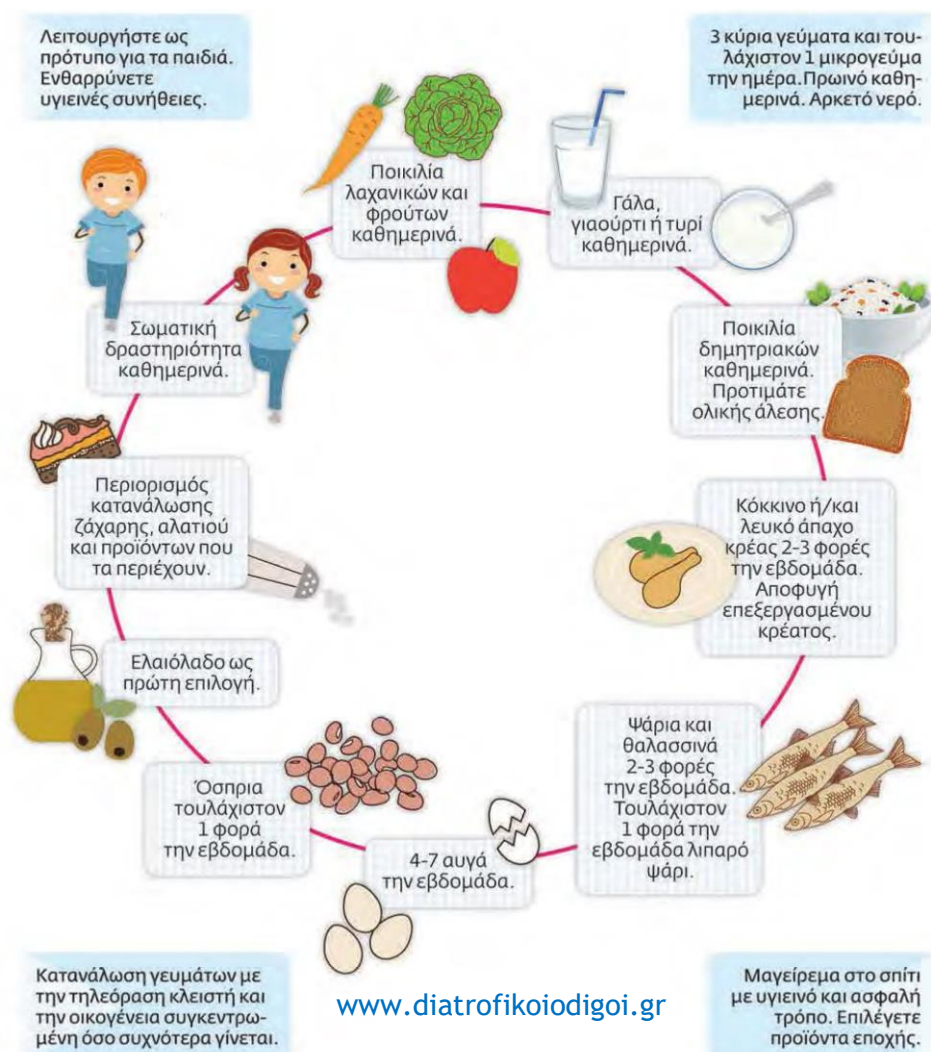 Λειτουργήστε ως
πρότυπο για τα παιδιά.
Ενθαρρύνετε
υγιεινές συνήθειες.
3 κύρια γεύματα και του-
λάχιστον 1 μικρογεύμα
την ημέρα. Πρωινό καθη-
μερινά. Αρκετό νερό.
Ποικιλία
λαχανικών και
φρούτων
καθημερινά.
Γάλα,
γιαούρτι ή τυρί
καθημερινά.
Ποικιλία
δημητριακών
καθημερινά.
Προτιμάτε
ολικής άλεσης.
Κόκκινο ή/και
λευκό άπαχο
κρέας 2-3 φορές
την εβδομάδα.
Αποφυγή
επεξεργασμένου
κρέατος.
Ψάρια και
θαλασσινά
2-3 φορές
την εβδομάδα.
Τουλάχιστον
1 φορά την
εβδομάδα λιπαρό
ψάρι.
4-7 αυγά
την εβδομάδα.
Όσπρια
τουλάχιστον
1 φορά
την εβδομάδα.
Ελαιόλαδο ως
πρώτη επιλογή.
Περιορισμός
κατανάλωσης
ζάχαρης, αλατιού
και προϊόντων που
τα περιέχουν.
Σωματική
δραστηριότητα
καθημερινά.
Κατανάλωση γευμάτων με
την τηλεόραση κλειστή και
την οικογένεια συγκεντρω-
μένη όσο συχνότερα γίνεται.
www.diatrofikoiodigoi.gr
Μαγείρεμα στο σπίτι
με υγιεινό και ασφαλή
τρόπο. Επιλέγετε
προϊόντα εποχής.